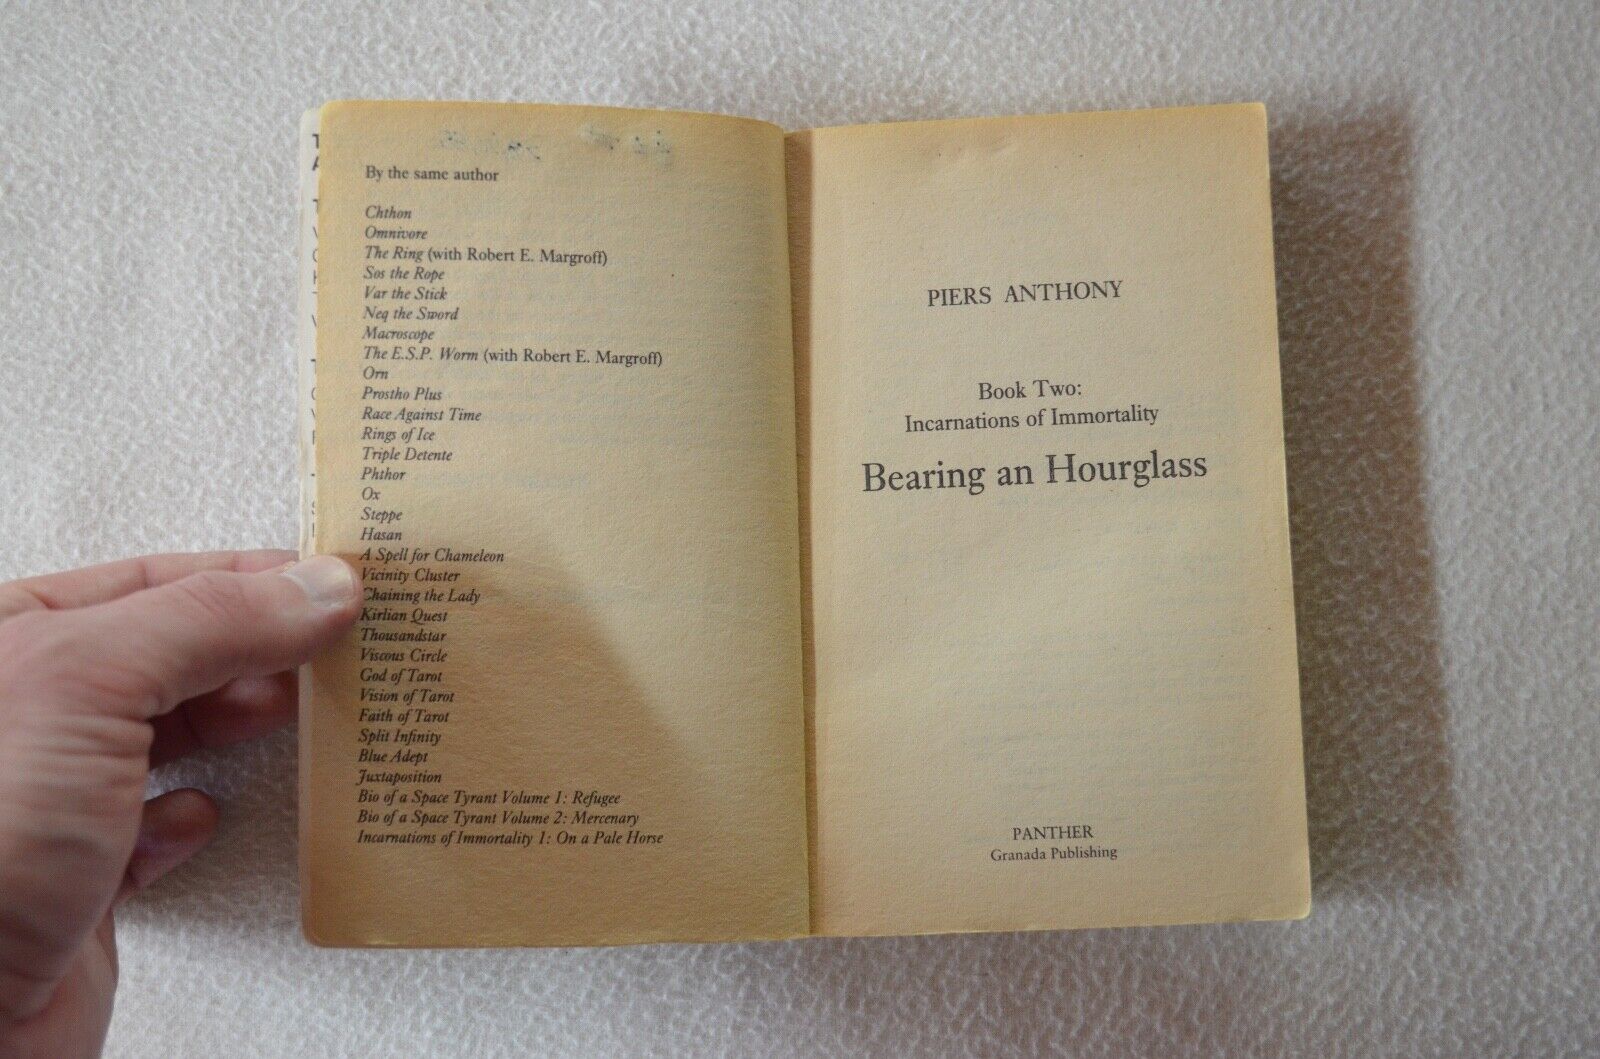 By the same author
Chthon
Omnivore
The Ring (with Robert E. Margroff)
Sos the Rope
Var the Stick
Neq the Sword
Macroscope
The E.S.P. Worm (with Robert E. Margroff)
Orn
Prostho Plus
Race Against Time
Rings of Ice
Triple Detente
Phthor
Ox
Steppe
Hasan
A Spell for Chameleon
Vicinity Cluster
Chaining the Lady
Kirlian Quest
Thousandstar
Viscous Circle
God of Tarot
Vision of Tarot
Faith of Tarot
Split Infinity
Blue Adept
Juxtaposition
Bio of a Space Tyrant Volume 1: Refugee
Bio of a Space Tyrant Volume 2: Mercenary
Incarnations of Immortality 1: On a Pale Horse
PIERS ANTHONY
Book Two:
Incarnations of Immortality
Bearing an Hourglass
PANTHER
Granada Publishing